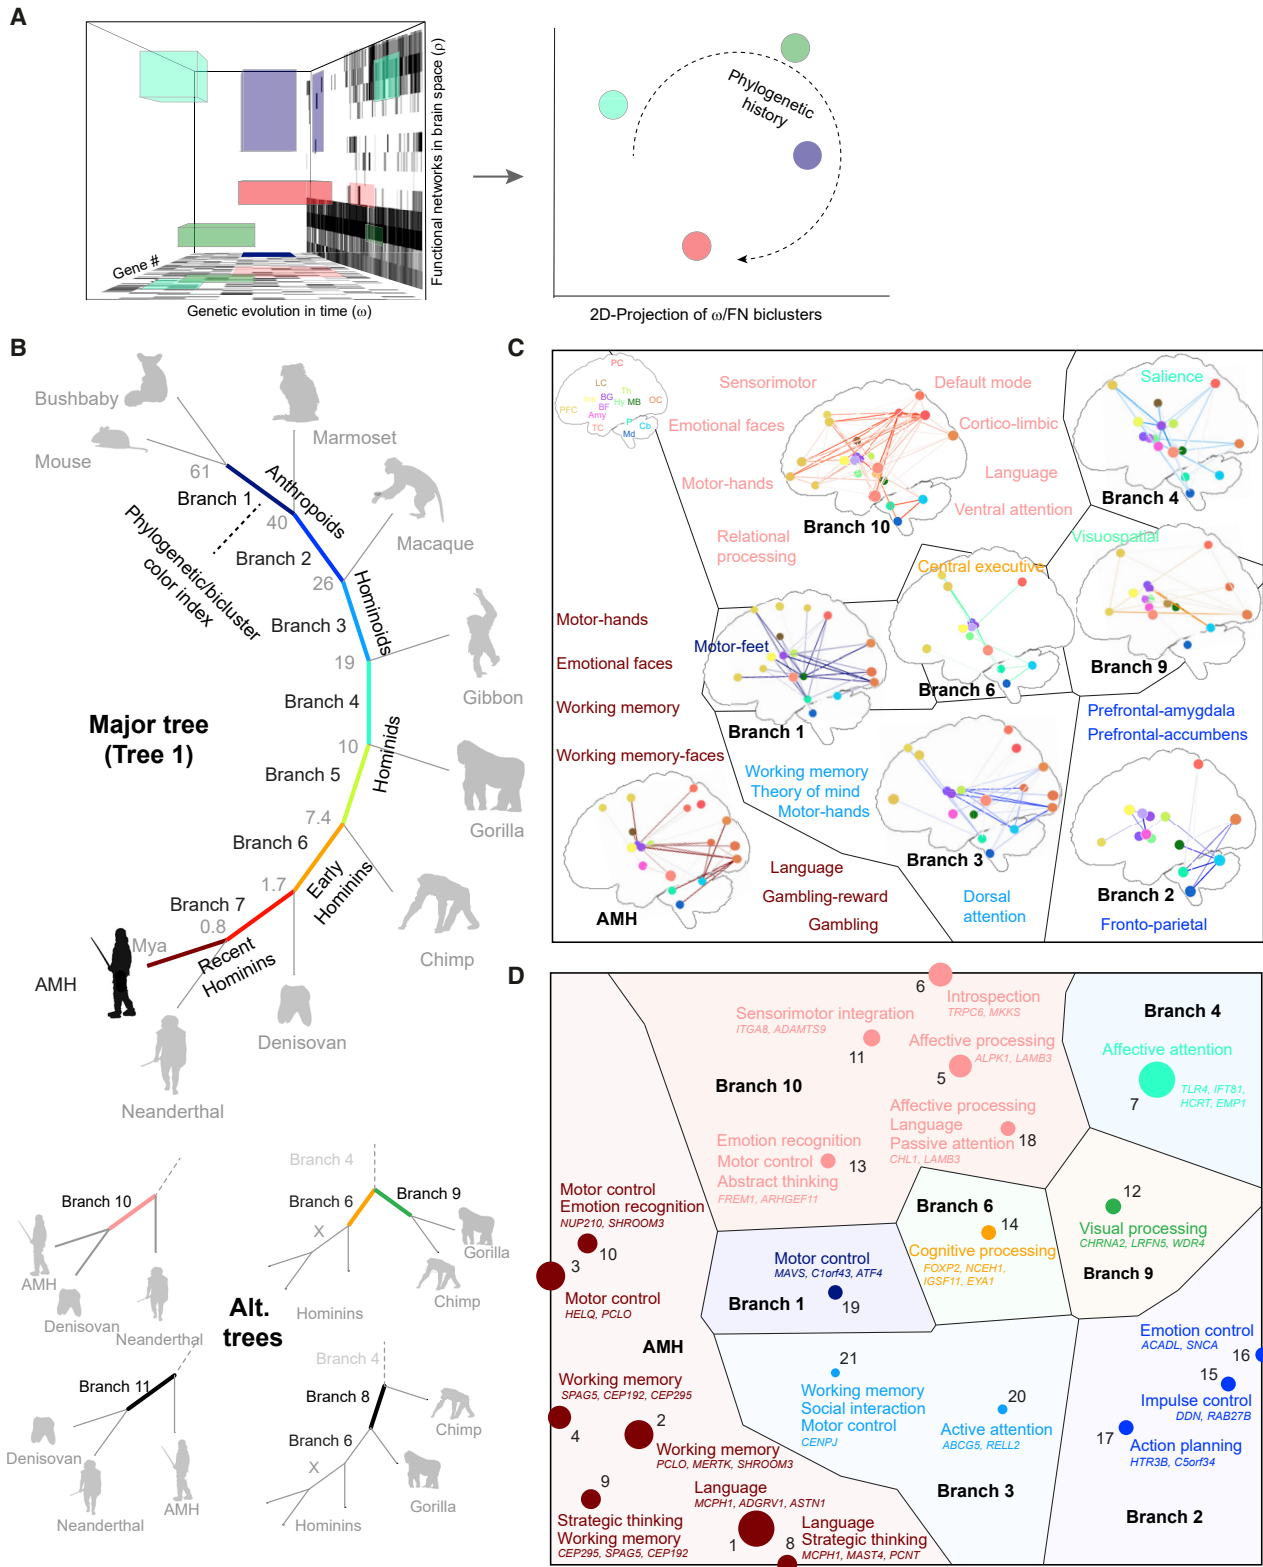 A
Functional networks in brain space (ρ)
Gene #
Genetic evolution in time (ω)
Phylogenetic
history
2D-Projection of ω/FN biclusters
B
Bushbaby
Mouse
Marmoset
Macaque
61
Branch 1
Anthropoids
40
Phylogenetic/bicluster
color index
Branch 2
26
Hominoids
Branch 3
19
Gibbon
Branch 4
Major tree
(Tree 1)
10
Hominids
Branch 5
Gorilla
7.4
Branch 6
Early
Hominins
1.7
Branch 7
0.8
Mya
Recent
Hominins
AMH
Chimp
Denisovan
Neanderthal
Branch 10
AMH
Denisovan
Neanderthal
Branch 4
Branch 6
Branch 9
X
Gorilla
Chimp
Hominins
Alt.
trees
Branch 11
Denisovan
Neanderthal
AMH
Branch 4
Branch 8
Branch 6
X
Chimp
Gorilla
Hominins
C
PC
LC
Th
BG
Hy
MB
OC
PFC
BF
Amy
TC
P
Cb
Md
Sensorimotor
Default mode
Emotional faces
Cortico-limbic
Motor-hands
Language
Ventral attention
Relational
processing
Branch 10
Salience
Branch 4
Visuospatial
Branch 9
Central executive
Branch 6
Motor-feet
Branch 1
Motor-hands
Emotional faces
Working memory
Working memory-faces
AMH
Language
Gambling-reward
Gambling
Working memory
Theory of mind
Motor-hands
Branch 3
Dorsal
attention
Prefrontal-amygdala
Prefrontal-accumbens
Branch 2
Fronto-parietal
D
6
Introspection
TRPC6, MKKS
Sensorimotor integration
ITGA8, ADAMTS9
11
Affective processing
ALPK1, LAMB3
5
Branch 10
Affective processing
Language
Passive attention
CHL1, LAMB3
18
Emotion recognition
Motor control
Abstract thinking
FREM1, ARHGEF11
13
Branch 4
Affective attention
7
TLR4, IFT81,
HCRT, EMP1
12
Visual processing
CHRNA2, LRFN5, WDR4
Branch 9
Branch 6
14
Cognitive processing
FOXP2, NCEH1,
IGSF11, EYA1
Motor control
MAVS, C1orf43, ATF4
Branch 1
19
Motor control
Emotion recognition
NUP210, SHROOM3
10
3
Motor control
HELQ, PCLO
AMH
Working memory
SPAG5, CEP192, CEP295
4
2
Working memory
PCLO, MERTK, SHROOM3
9
Strategic thinking
Working memory
CEP295, SPAG5, CEP192
Language
MCPH1, ADGRV1, ASTN1
1
8
Language
Strategic thinking
MCPH1, MAST4, PCNT
21
Working memory
Social interaction
Motor control
CENPJ
20
Active attention
ABCG5, RELL2
Branch 3
Emotion control
ACADL, SNCA
16
15
Impulse control
DDN, RAB27B
17
Action planning
HTR3B, C5orf34
Branch 2